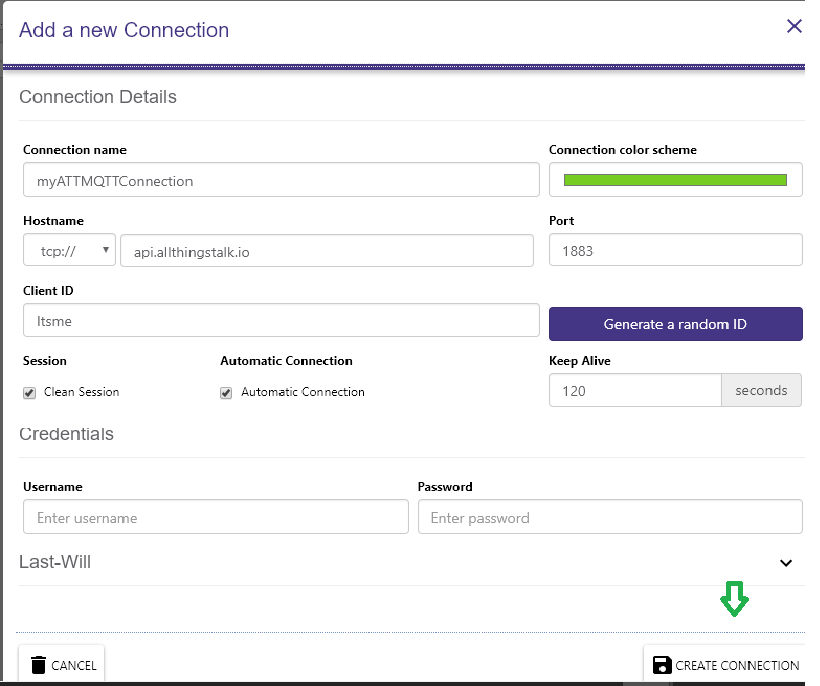 Add a new Connection
Connection Details
Connection name
Connection color scheme
myATTMQTTConnection
Hostname
Port
tcp://
api.allthingstalk.io
1883
Client ID
Itsme
Generate a random ID
Session
Automatic Connection
Keep Alive
Clean Session
Automatic Connection
120
seconds
Credentials
Username
Password
Enter username
Enter password
Last-Will
CANCEL
CREATE CONNECTION